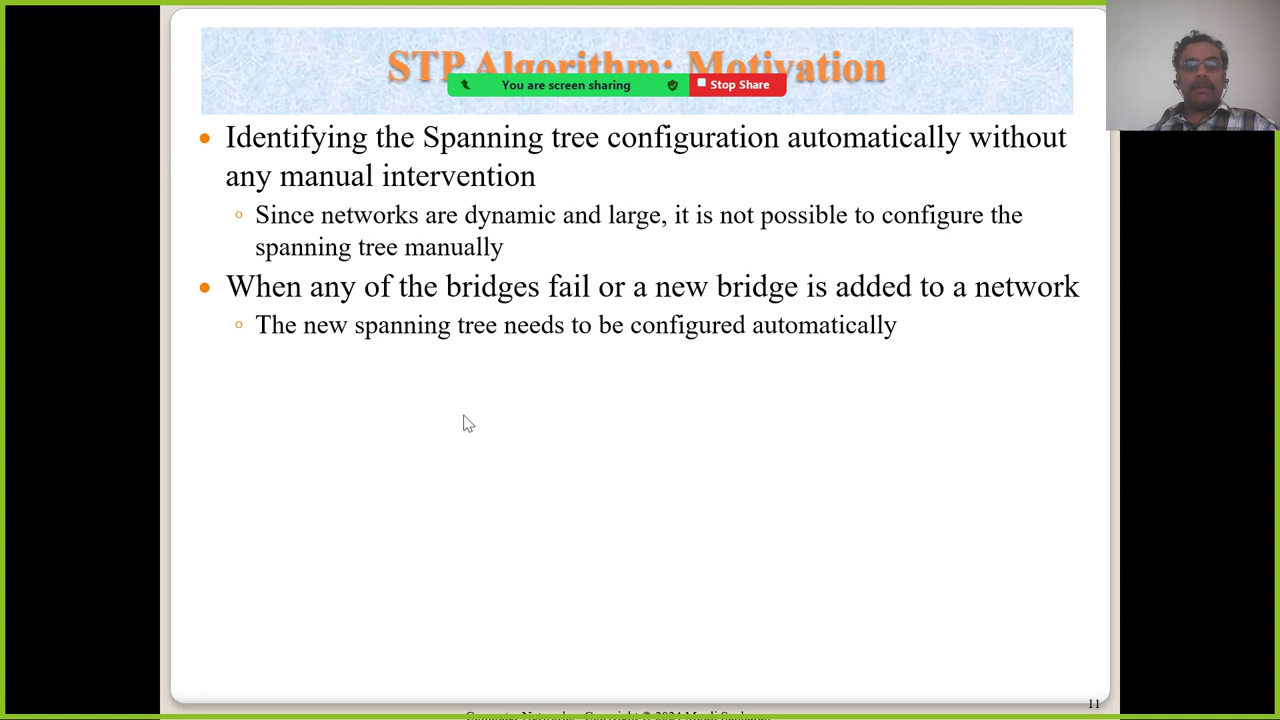 STP Algorithm: Motivation
You are screen sharing
Stop Share
• Identifying the Spanning tree configuration automatically without
any manual intervention
◦ Since networks are dynamic and large, it is not possible to configure the
spanning tree manually
• When any of the bridges fail or a new bridge is added to a network
◦ The new spanning tree needs to be configured automatically
11